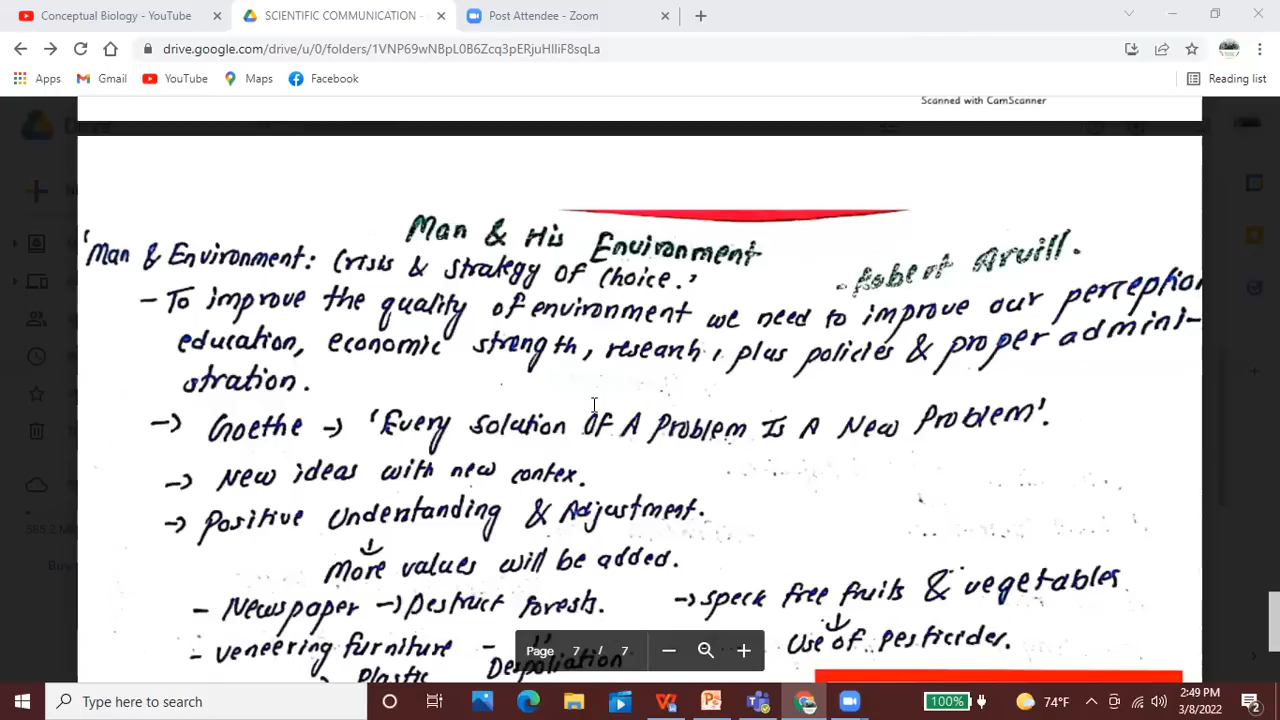 Conceptual Biology - YouTube
SCIENTIFIC COMMUNICATION -
Post Attendee - Zoom
drive.google.com/drive/u/0/folders/1VNP69wNBpL0B6Zcq3pERjuHIliF8sqLa
Apps Gmail YouTube Maps Facebook Reading list
Scanned with CamScanner
Man & His Environment
'Man & Environment: Crisis & strategy of choice.' - Robert Arvill.
- To improve the quality of environment we need to improve our perception
education, economic strength, research, plus policies & proper admini-
stration.
→ Goethe → 'Every Solution Of A Problem Is A New Problem'.
→ New ideas with new contex.
→ Positive Understanding & Adjustment.
↓
More values will be added.
- Newspaper → Destruct forests. → speck free fruits & vegetables
↓
- veneering furniture - " Use of pesticides.
→ Plastic Despoliation
Page 7 / 7
Type here to search
100%
74°F
2:49 PM
3/8/2022
2